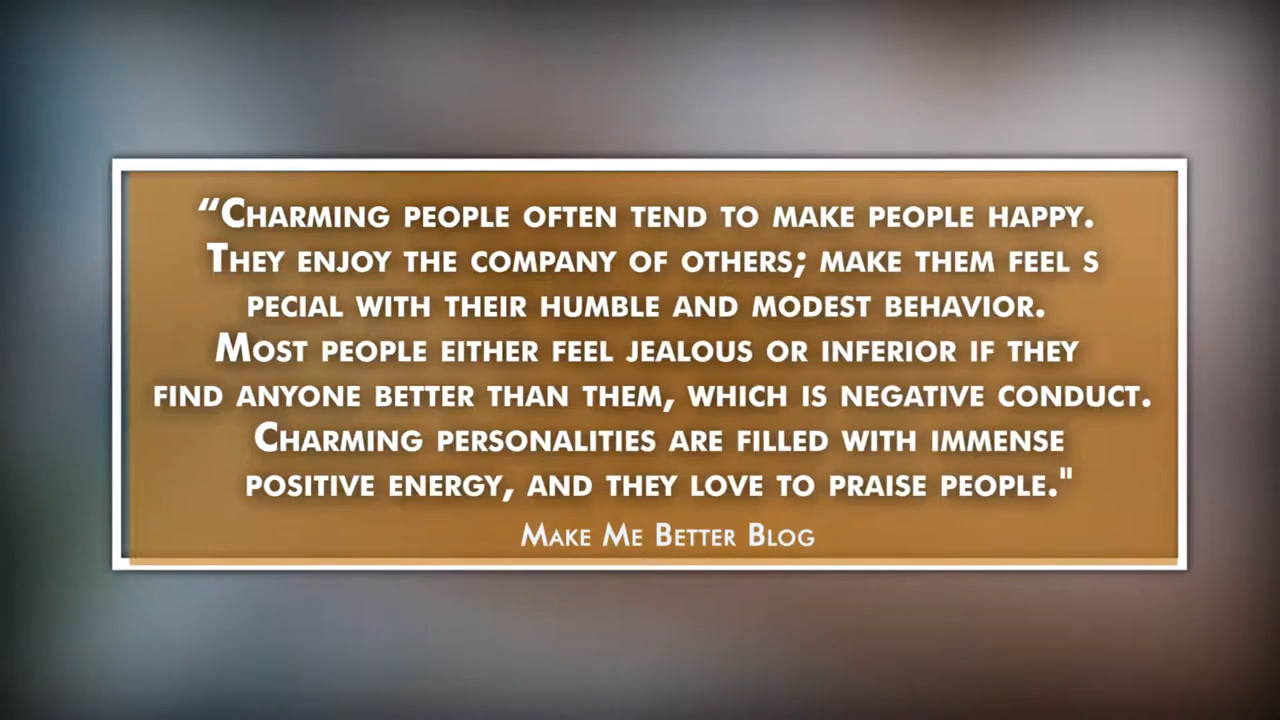 “Charming people often tend to make people happy.
They enjoy the company of others; make them feel s
pecial with their humble and modest behavior.
Most people either feel jealous or inferior if they
find anyone better than them, which is negative conduct.
Charming personalities are filled with immense
positive energy, and they love to praise people."
Make Me Better Blog